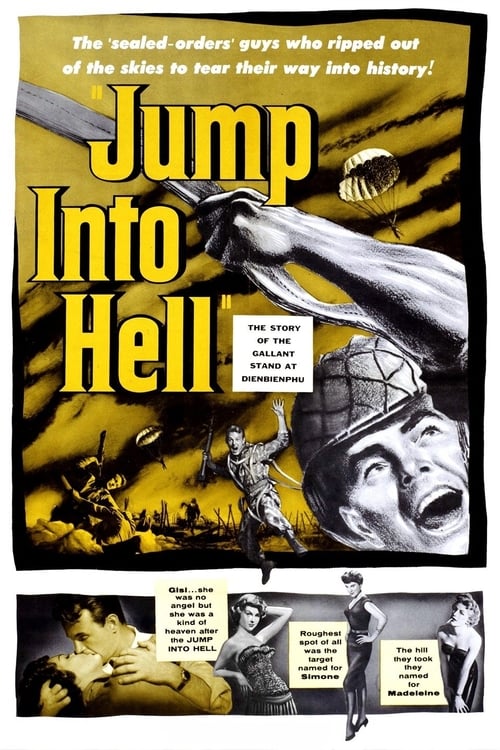 The 'sealed-orders' guys who ripped out
of the skies to tear their way into history!
"Jump
Into
Hell"
THE STORY
OF THE
GALLANT
STAND AT
DIENBIENPHU
Gisi...she
was no
angel but
she was a
kind of
heaven after
the JUMP
INTO HELL
Roughest
spot of all
was the
target
named for
Simone
The hill
they took
they
named for
Madeleine